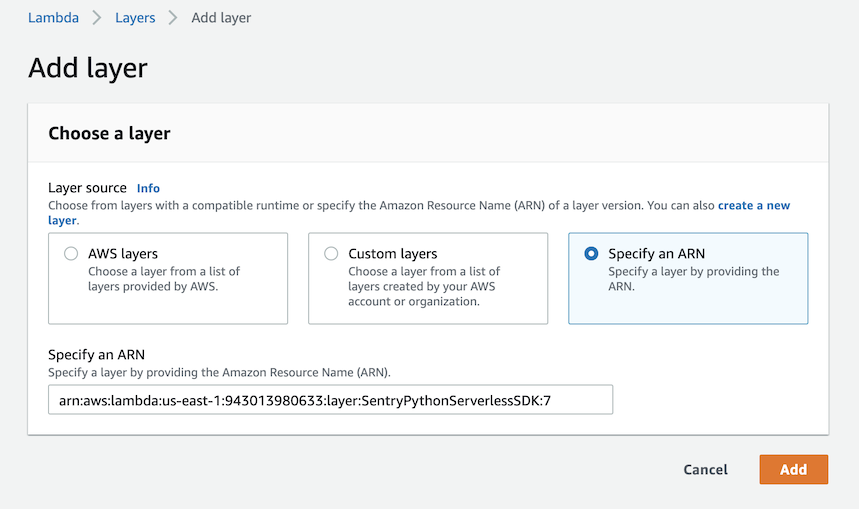 Lambda > Layers > Add layer
Add layer
Choose a layer
Layer source Info
Choose from layers with a compatible runtime or specify the Amazon Resource Name (ARN) of a layer version. You can also create a new
layer.
AWS layers
Choose a layer from a list of
layers provided by AWS.
Custom layers
Choose a layer from a list of
layers created by your AWS
account or organization.
Specify an ARN
Specify a layer by providing the
ARN.
Specify an ARN
Specify a layer by providing the Amazon Resource Name (ARN).
arn:aws:lambda:us-east-1:943013980633:layer:SentryPythonServerlessSDK:7
Cancel Add